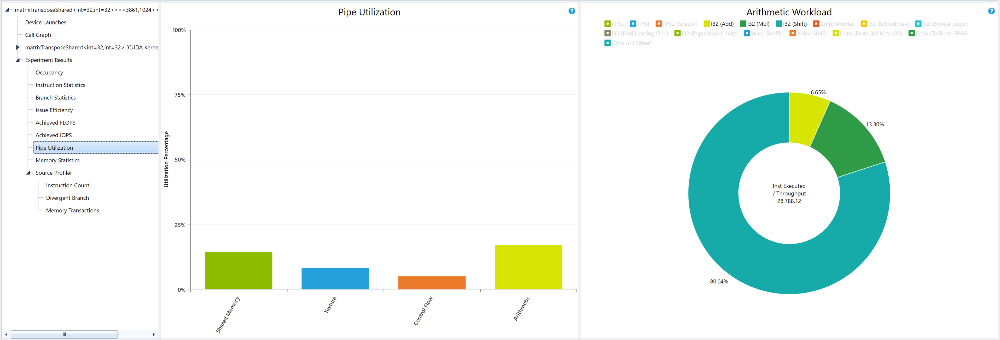 matrixTransposeShared<int=32,int=32><<<3861,1024>>
Device Launches
Call Graph
matrixTransposeShared<int=32,int=32> [CUDA Kerne
Experiment Results
Occupancy
Instruction Statistics
Branch Statistics
Issue Efficiency
Achieved FLOPS
Achieved IOPS
Pipe Utilization
Memory Statistics
Source Profiler
Instruction Count
Divergent Branch
Memory Transactions
Pipe Utilization
?
100%
75%
50%
25%
0%
Utilization Percentage
Shared Memory
Texture
Control Flow
Arithmetic
Arithmetic Workload
?
FP32 FP64 FP32 (Special) I32 (Add) I32 (Mul) I32 (Shift) Cmp/MinMax I32 (Bitfield/Rev) I32 (Bitwise Logic)
I32 (Find Leading One) I32 (Population Count) Warp Shuffle Video SIMD Conv (From I8/I16 to I32) Conv (To/From FP64)
Conv (All Other)
6.65%
13.30%
80.04%
Inst Executed
/ Throughput
28,788.12